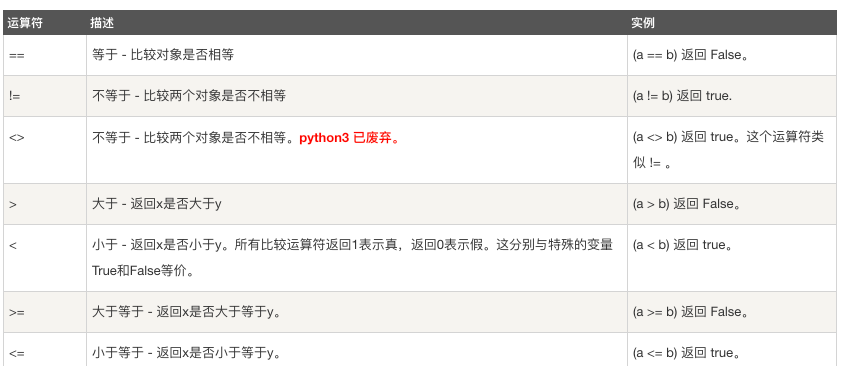 运算符 描述 实例
== 等于 - 比较对象是否相等 (a == b) 返回 False。
!= 不等于 - 比较两个对象是否不相等 (a != b) 返回 true.
<> 不等于 - 比较两个对象是否不相等。python3 已废弃。 (a <> b) 返回 true。这个运算符类
似 != 。
> 大于 - 返回x是否大于y (a > b) 返回 False。
< 小于 - 返回x是否小于y。所有比较运算符返回1表示真，返回0表示假。这分别与特殊的变量 (a < b) 返回 true。
True和False等价。
>= 大于等于 - 返回x是否大于等于y。 (a >= b) 返回 False。
<= 小于等于 - 返回x是否小于等于y。 (a <= b) 返回 true。